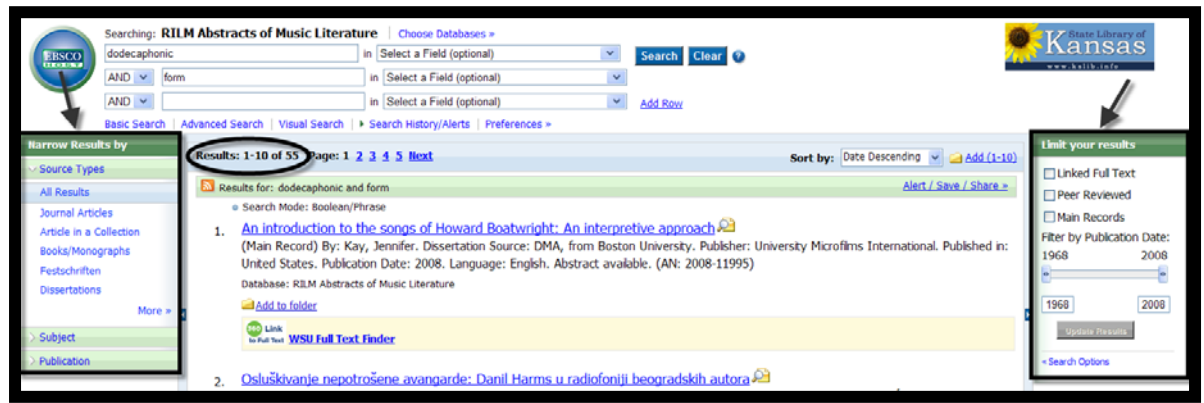 EBSCO
HOST
Searching: RILM Abstracts of Music Literature | Choose Databases »
dodecaphonic in Select a Field (optional) Search Clear
AND form in Select a Field (optional)
AND in Select a Field (optional) Add Row
Basic Search | Advanced Search | Visual Search | Search History/Alerts | Preferences »
State Library of
Kansas
www.kslib.info
Narrow Results by
Source Types
All Results
Journal Articles
Article in a Collection
Books/Monographs
Festschriften
Dissertations
More »
Subject
Publication
Results: 1-10 of 55 Page: 1 2 3 4 5 Next Sort by: Date Descending Add (1-10)
Results for: dodecaphonic and form Alert / Save / Share »
Search Mode: Boolean/Phrase
1. An introduction to the songs of Howard Boatwright: An interpretive approach
(Main Record) By: Kay, Jennifer. Dissertation Source: DMA, from Boston University. Publisher: University Microfilms International. Published in:
United States. Publication Date: 2008. Language: English. Abstract available. (AN: 2008-11995)
Database: RILM Abstracts of Music Literature
Add to folder
360 Link
to Full Text WSU Full Text Finder
2. Osluškivanje nepotrošene avangarde: Danil Harms u radiofoniji beogradskih autora
Limit your results
Linked Full Text
Peer Reviewed
Main Records
Filter by Publication Date:
1968 2008
1968 2008
Update Results
« Search Options